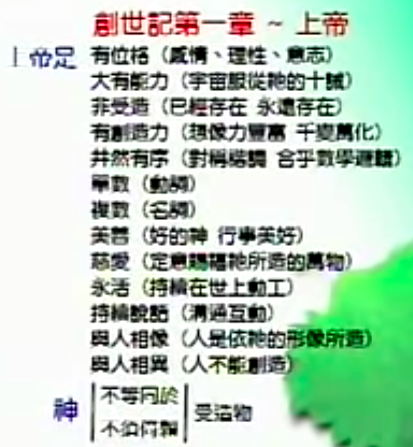 創世記第一章 ~ 上帝
上帝是 有位格（感情、理性、意志）
大有能力（宇宙服從祂的十誡）
非受造（已經存在 永遠存在）
有創造力（想像力豐富 千變萬化）
井然有序（對稱協調 合乎數學邏輯）
單數（動詞）
複數（名詞）
美善（好的神 行事美好）
慈愛（定意賜福祂所造的萬物）
永活（持續在世上動工）
持續說話（溝通互動）
與人相像（人是依祂的形像所造）
與人相異（人不能創造）
不等同於
神 受造物
不須倚賴